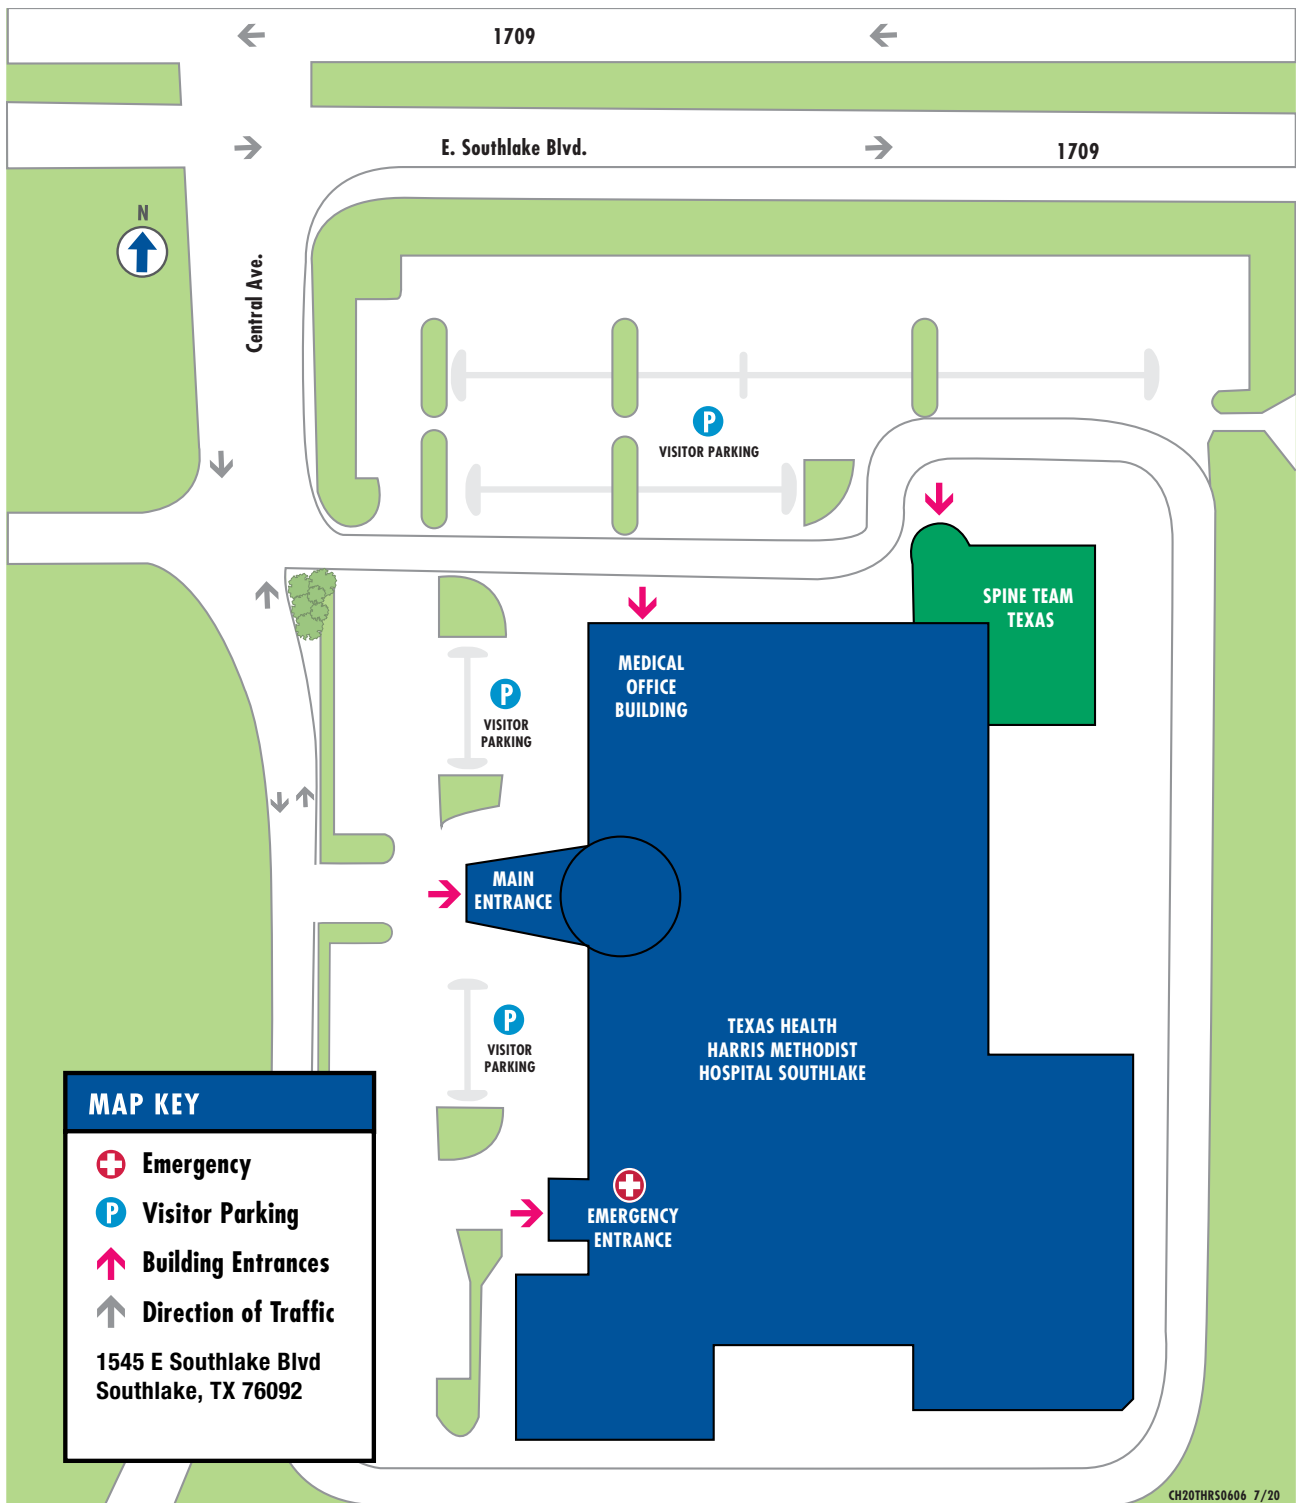 1709
E. Southlake Blvd.
1709
N
Central Ave.
P
VISITOR PARKING
SPINE TEAM
TEXAS
MEDICAL
OFFICE
BUILDING
P
VISITOR
PARKING
MAIN
ENTRANCE
P
VISITOR
PARKING
TEXAS HEALTH
HARRIS METHODIST
HOSPITAL SOUTHLAKE
EMERGENCY
ENTRANCE
MAP KEY
Emergency
P Visitor Parking
Building Entrances
Direction of Traffic
1545 E Southlake Blvd
Southlake, TX 76092
CH20THRS0606 7/20